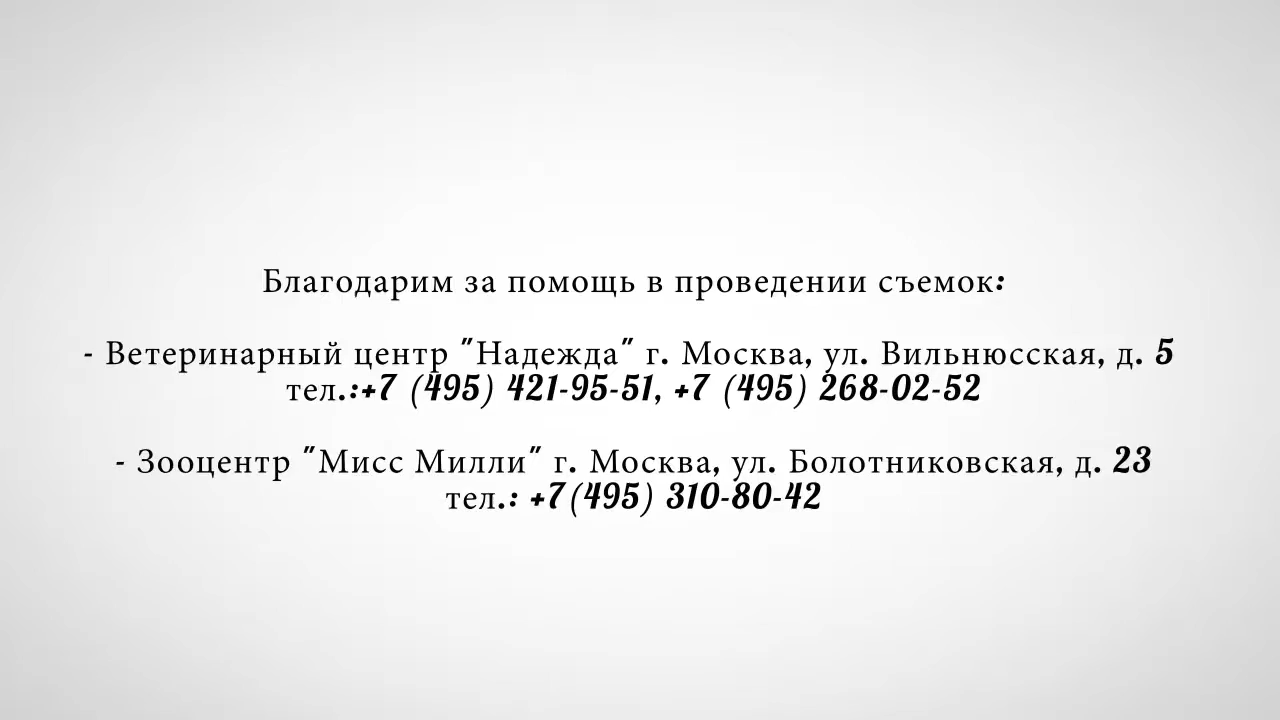 Благодарим за помощь в проведении съемок:
- Ветеринарный центр "Надежда" г. Москва, ул. Вильнюсская, д. 5
тел.:+7 (495) 421-95-51, +7 (495) 268-02-52
- Зооцентр "Мисс Милли" г. Москва, ул. Болотниковская, д. 23
тел.: +7(495) 310-80-42